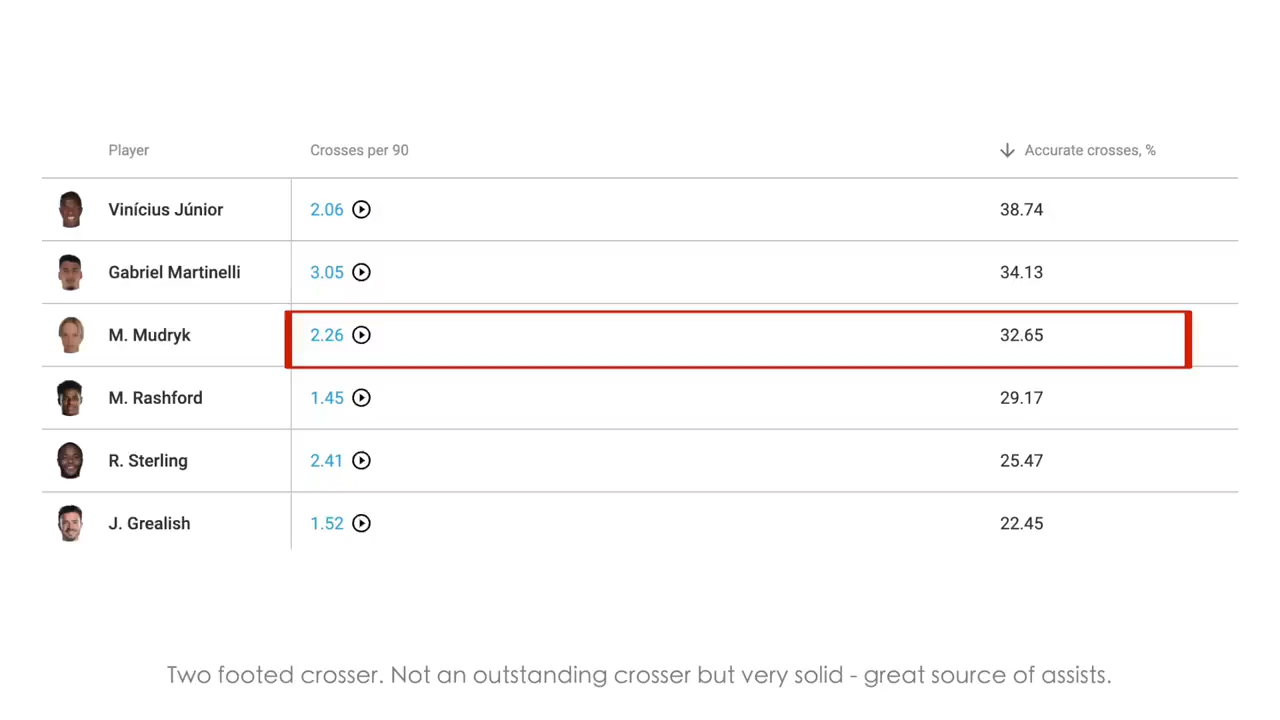 Player Crosses per 90 Accurate crosses, %
Vinícius Júnior 2.06 38.74
Gabriel Martinelli 3.05 34.13
M. Mudryk 2.26 32.65
M. Rashford 1.45 29.17
R. Sterling 2.41 25.47
J. Grealish 1.52 22.45
Two footed crosser. Not an outstanding crosser but very solid - great source of assists.